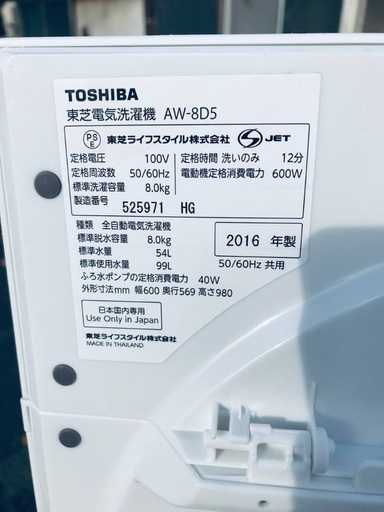 TOSHIBA
東芝電気洗濯機 AW-8D5
PS
E
東芝ライフスタイル株式会社 S JET
定格電圧 100V 定格時間 洗いのみ 12分
定格周波数 50/60Hz 電動機定格消費電力 600W
標準洗濯容量 8.0kg
製造番号 525971 HG
種類 全自動電気洗濯機
標準脱水容量 8.0kg 2016 年製
標準水量 54L
標準使用水量 99L 50/60Hz 共用
ふろ水ポンプの定格消費電力 40W
外形寸法mm 幅600 奥行569 高さ980
日本国内専用
Use Only in Japan
東芝ライフスタイル株式会社
MADE IN THAILAND